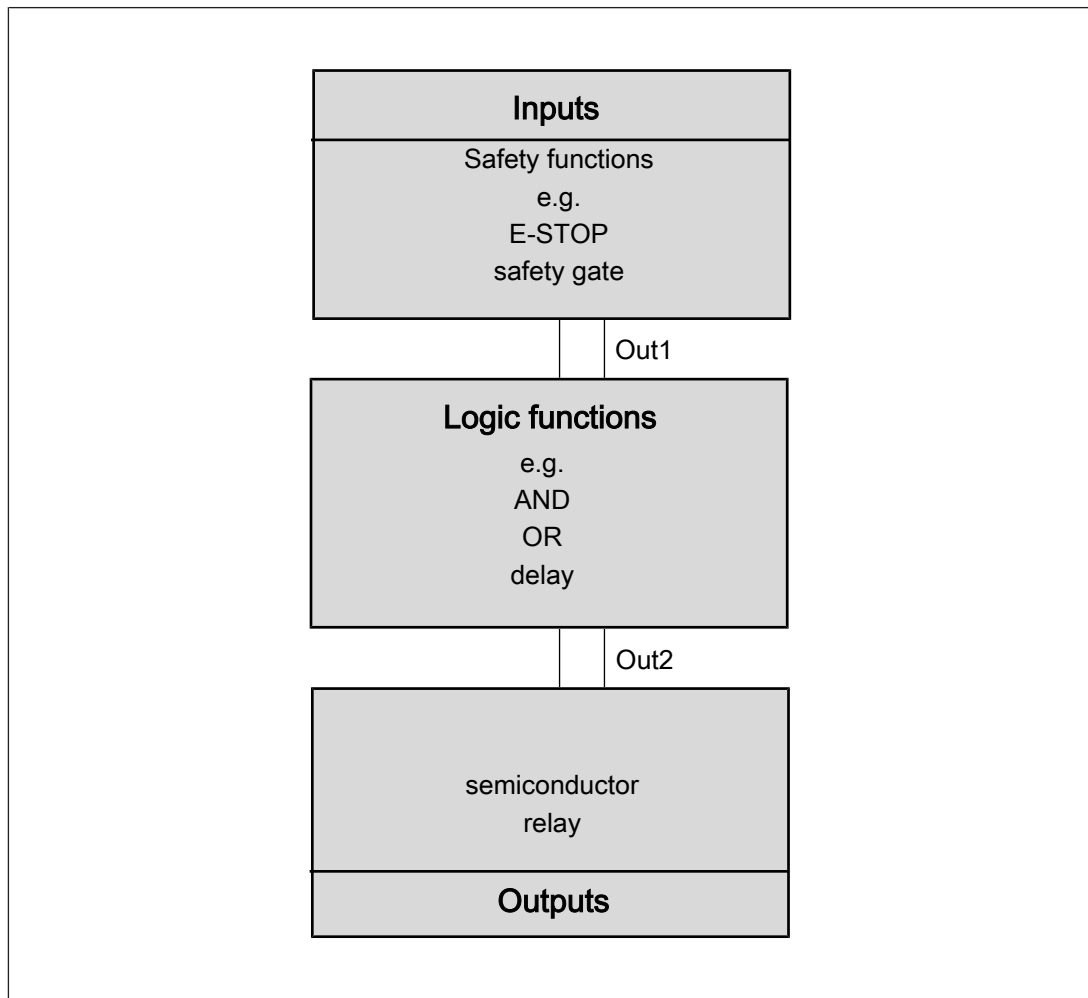 Inputs
Safety functions
e.g.
E-STOP
safety gate
Out1
Logic functions
e.g.
AND
OR
delay
Out2
semiconductor
relay
Outputs